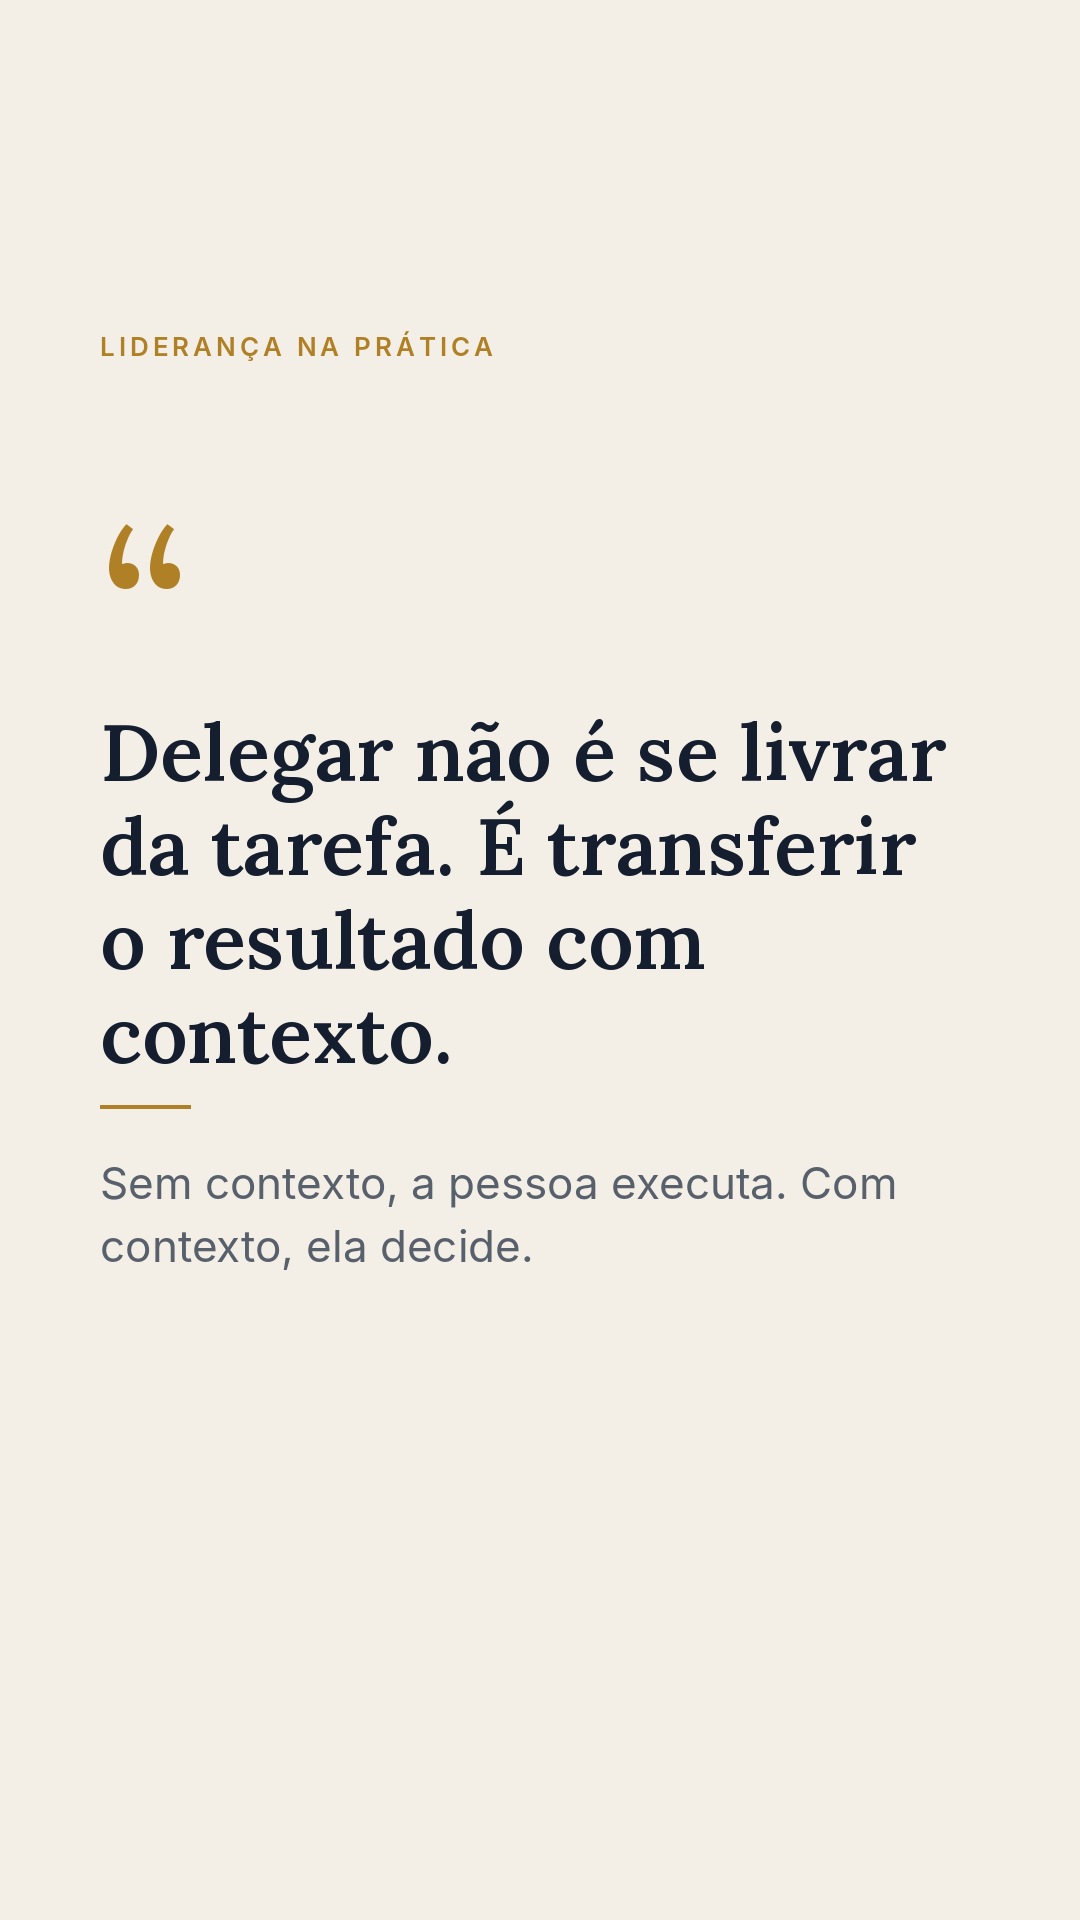 LIDERANÇA NA PRÁTICA
“
Delegar não é se livrar
da tarefa. É transferir
o resultado com
contexto.
Sem contexto, a pessoa executa. Com
contexto, ela decide.